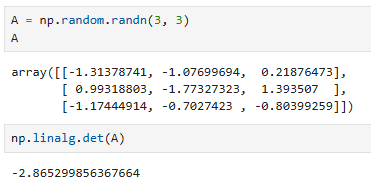 A = np.random.randn(3, 3)
A
array([[-1.31378741, -1.07699694,  0.21876473],
       [ 0.99318803, -1.77327323,  1.393507  ],
       [-1.17444914, -0.7027423 , -0.80399259]])
np.linalg.det(A)
-2.865299856367664